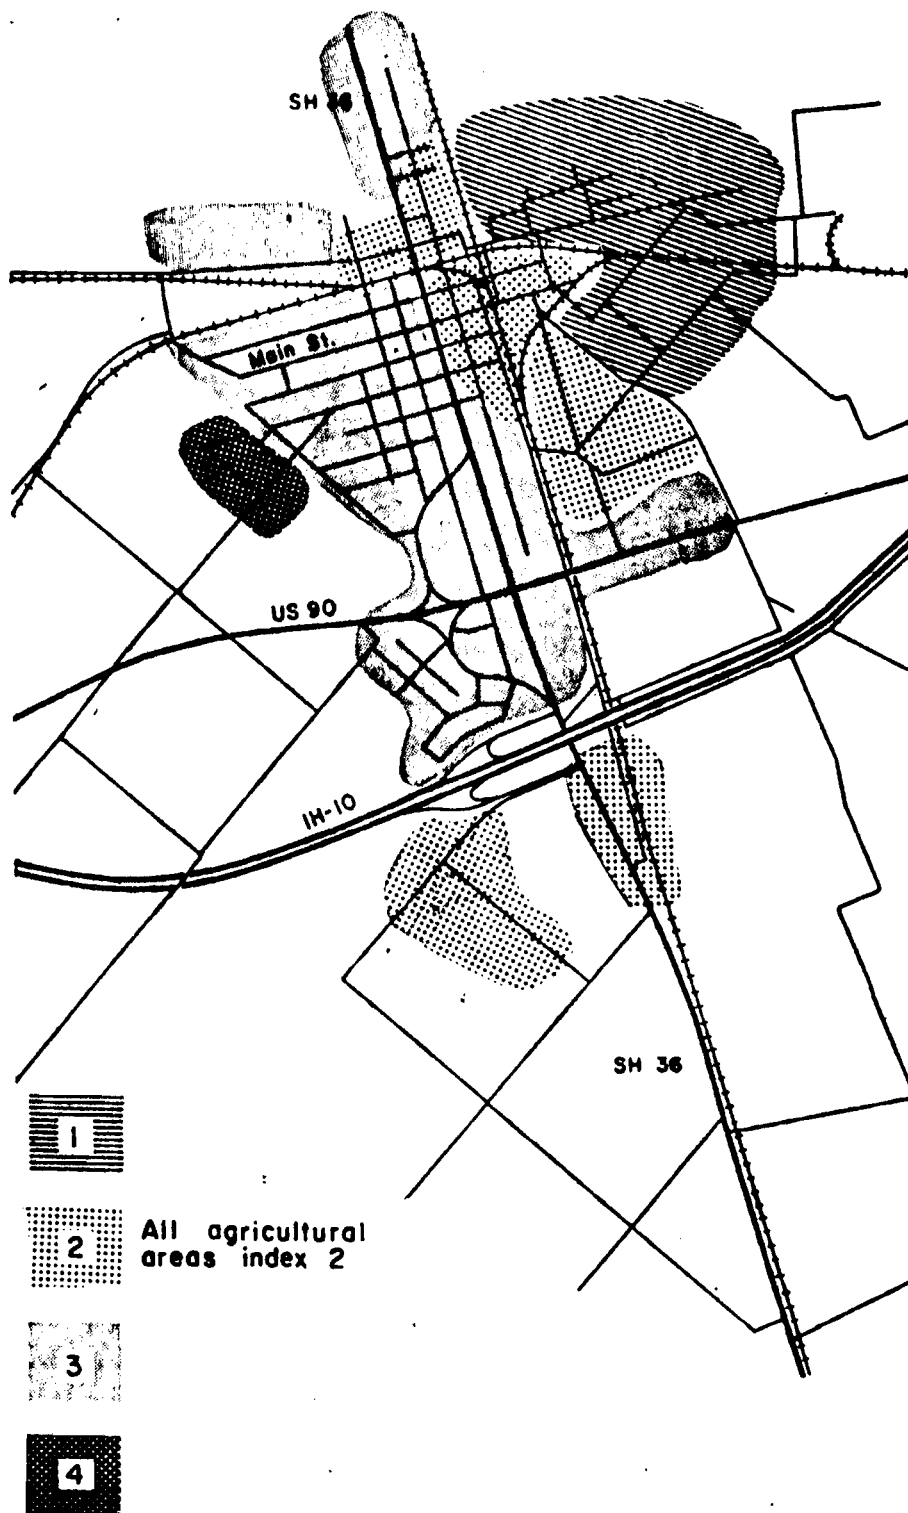 SH 36
Main St.
US 90
IH-10
SH 36
1
2
All agricultural
areas index 2
3
4